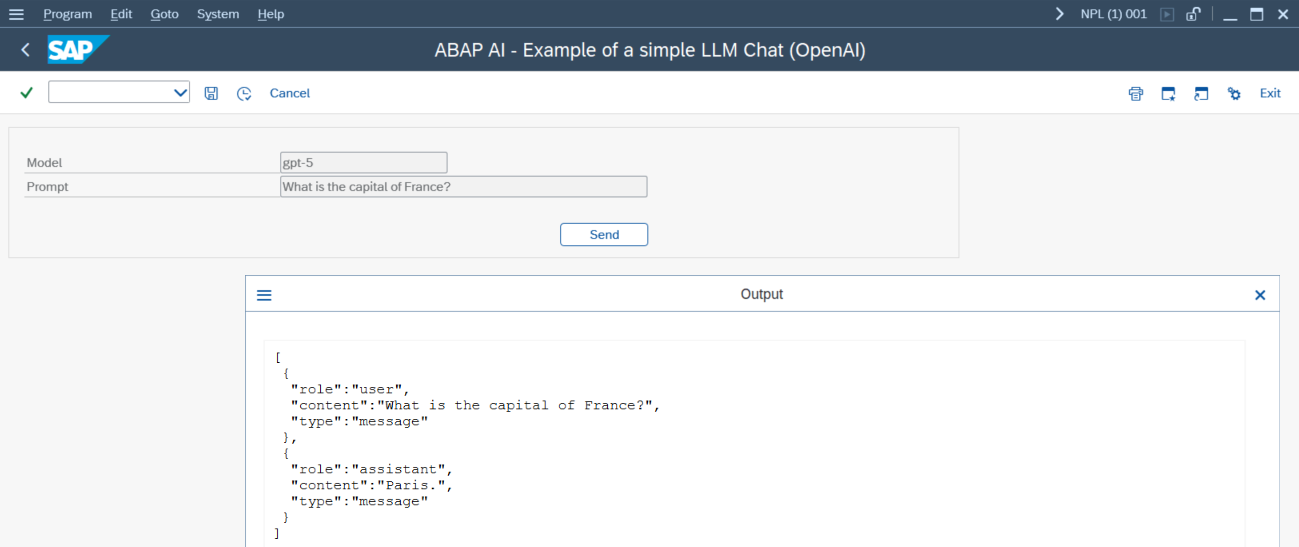 Program Edit Goto System Help NPL (1) 001
SAP ABAP AI - Example of a simple LLM Chat (OpenAI)
Cancel Exit
Model gpt-5
Prompt What is the capital of France?
Send
Output
[
{
"role":"user",
"content":"What is the capital of France?",
"type":"message"
},
{
"role":"assistant",
"content":"Paris.",
"type":"message"
}
]